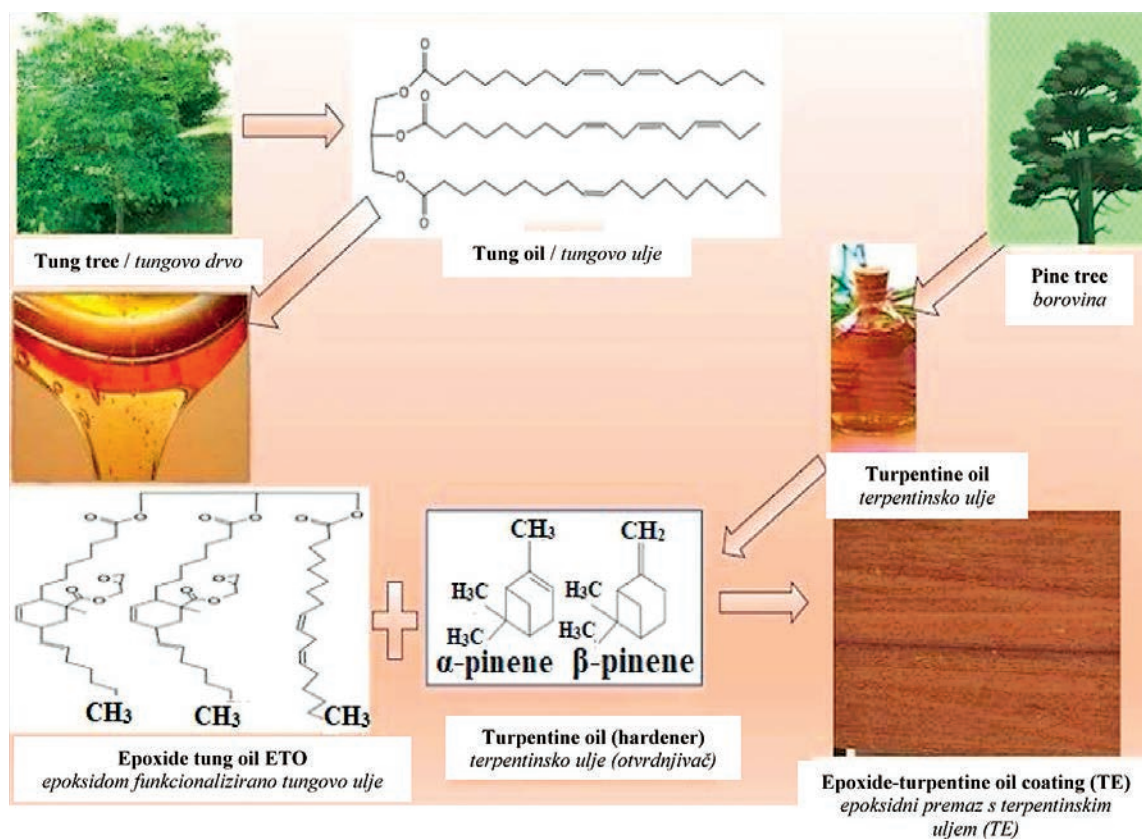 O
O
O
O
O
O
Tung tree / tungovo drvo
Tung oil / tungovo ulje
Pine tree
borovina
Turpentine oil
terpentinsko ulje
O
O
O
O
O
O
O
O
O
O
O
O
CH3
CH3
CH3
CH3
H3C
H3C
α-pinene
CH2
H3C
H3C
β-pinene
Epoxide tung oil ETO
epoksidom funkcionalizirano tungovo ulje
Turpentine oil (hardener)
terpentinsko ulje (otvrdnjivač)
Epoxide-turpentine oil coating (TE)
epoksidni premaz s terpentinskim
uljem (TE)